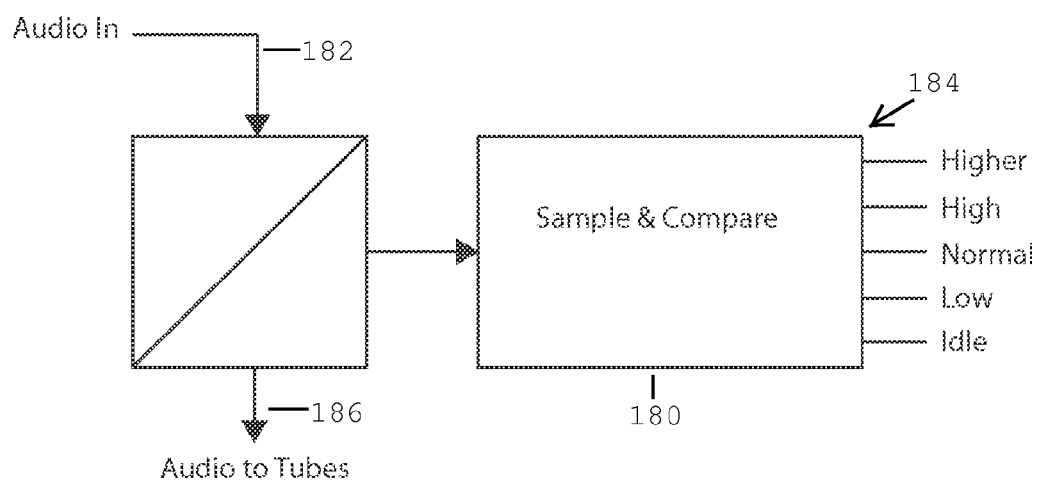 Audio In
182
184
Higher
High
Sample & Compare
Normal
Low
Idle
186
180
Audio to Tubes